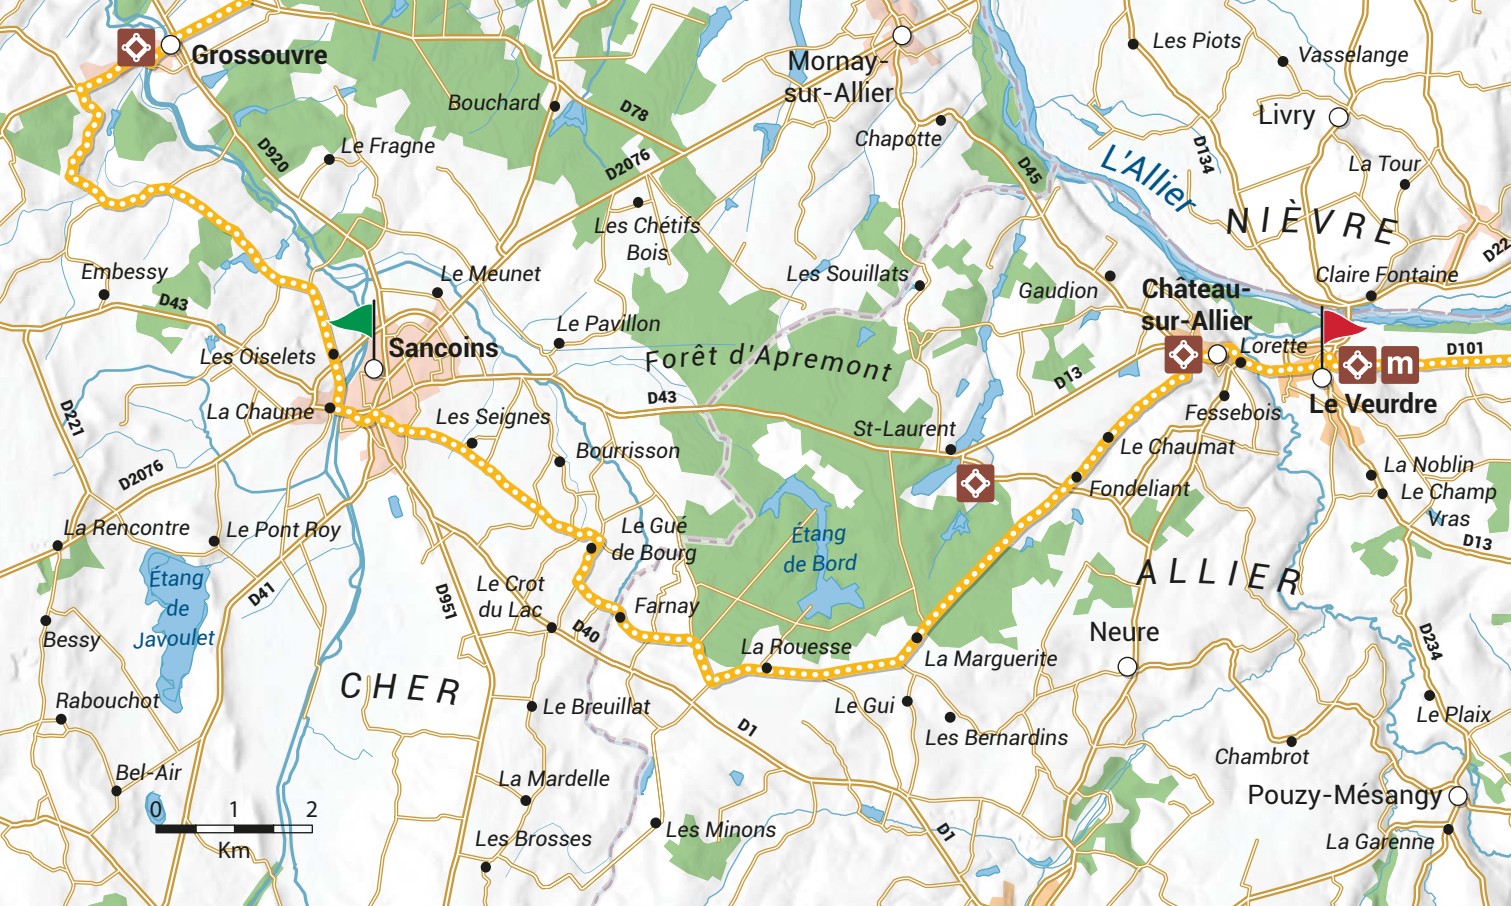 Grossouvre
Mornay-
sur-Allier
Les Piots
Vasselange
Bouchard
D78
Livry
Le Fragne
D920
D2076
Chapotte
D45
L'Allier
D134
La Tour
Les Chétifs
Bois
NIÈVRE
D22
Embessy
D43
Le Meunet
Les Souillats
Gaudion
Château-
sur-Allier
Claire Fontaine
Les Oiselets
Sancoins
Le Pavillon
Forêt d'Apremont
D13
Lorette
m
D101
Le Veurdre
La Chaume
D221
Les Seignes
D43
St-Laurent
Fessebois
Bourrisson
Le Chaumat
D2076
La Noblin
Fondeliant
Le Champ
Vras
D13
La Rencontre
Le Pont Roy
Le Gué
de Bourg
Étang
de Bord
ALLIER
Étang
de
Javoulet
D41
D951
Le Crot
du Lac
Farnay
D40
Bessy
La Rouesse
La Marguerite
Neure
D234
CHER
Rabouchot
Le Breuillat
Le Gui
Les Bernardins
D1
Le Plaix
Chambrot
Bel-Air
La Mardelle
Pouzy-Mésangy
0 1 2
Km
Les Brosses
Les Minons
D1
La Garenne